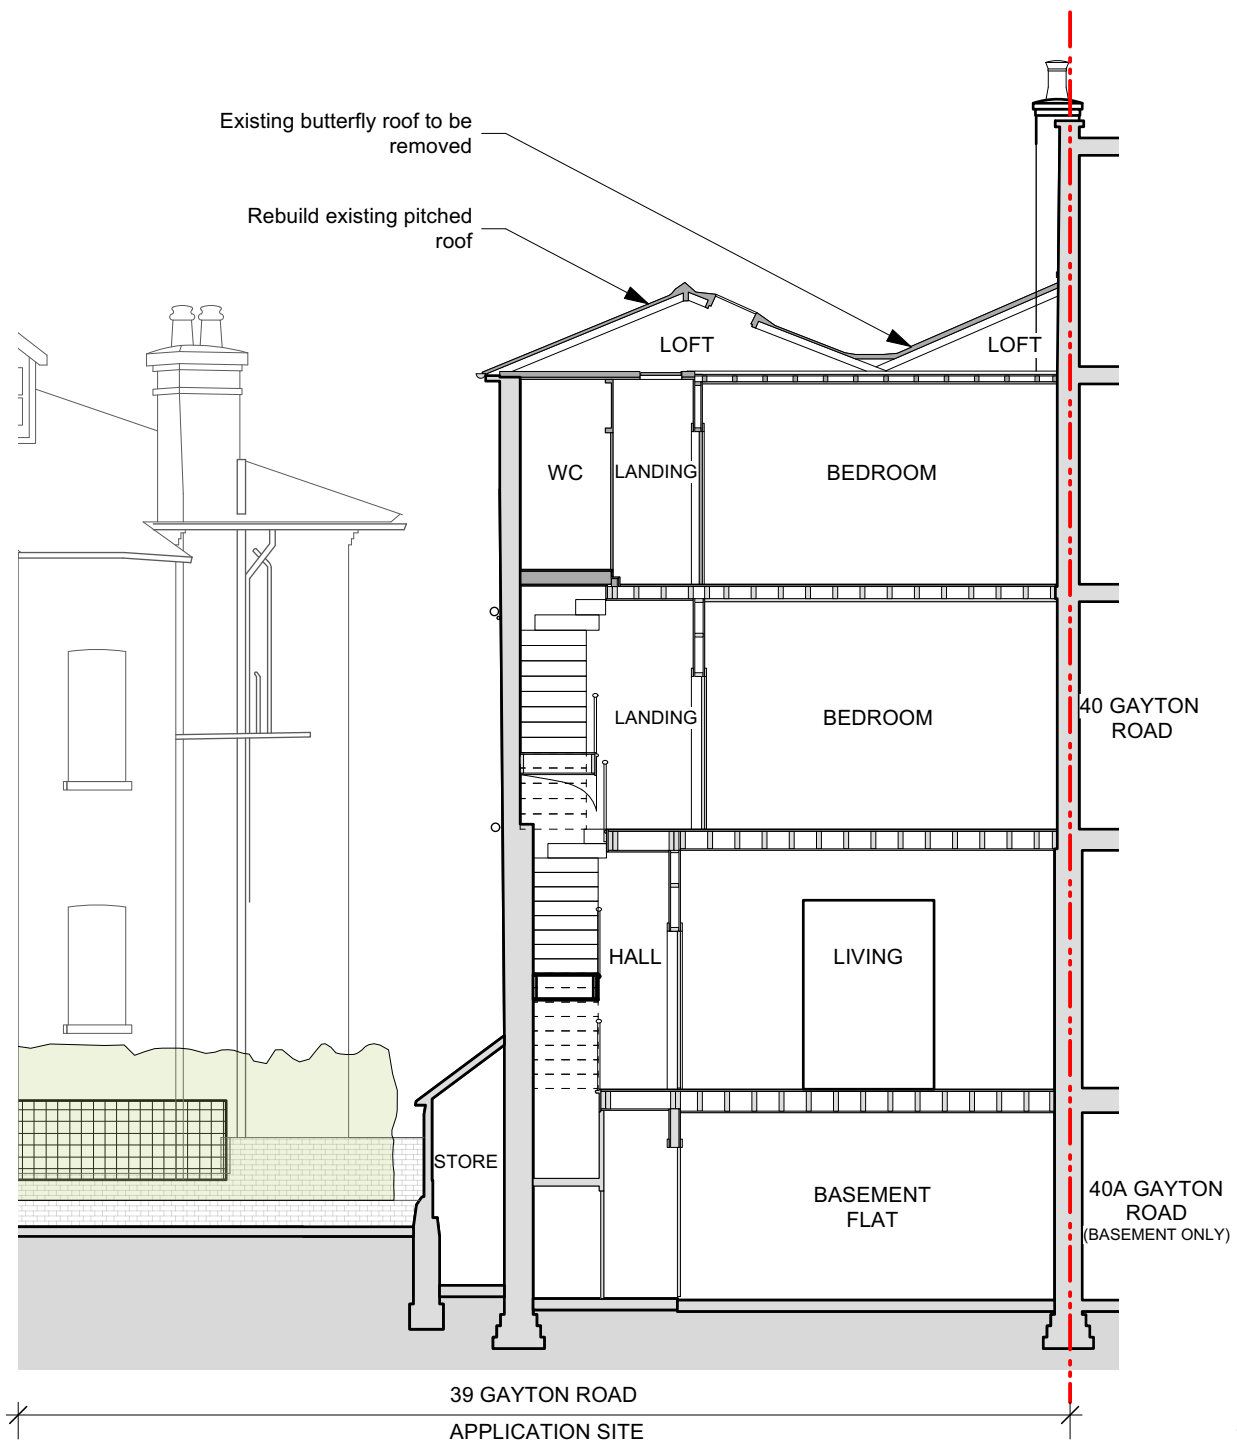 Existing butterfly roof to be
removed
Rebuild existing pitched
roof
LOFT
LOFT
WC
LANDING
BEDROOM
LANDING
BEDROOM
40 GAYTON
ROAD
HALL
LIVING
STORE
BASEMENT
FLAT
40A GAYTON
ROAD
(BASEMENT ONLY)
39 GAYTON ROAD
APPLICATION SITE